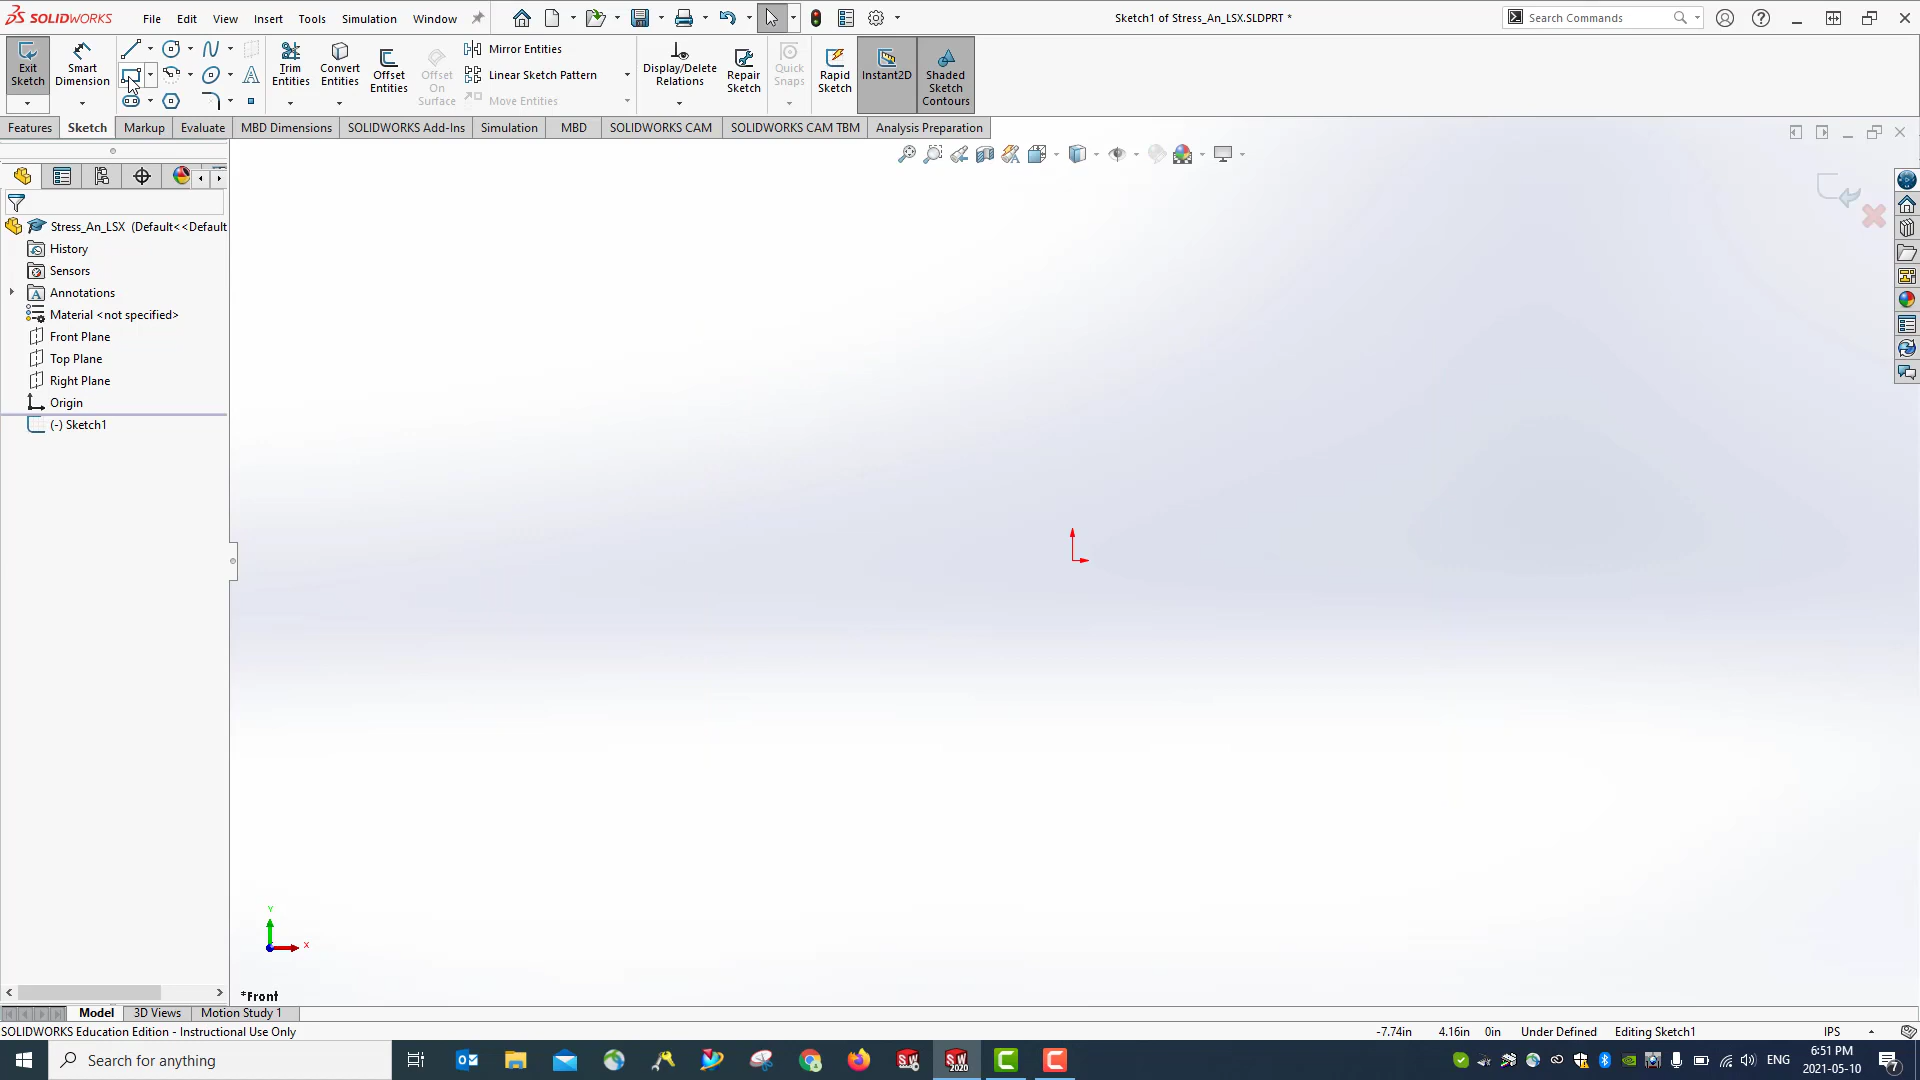 SOLIDWORKS File Edit View Insert Tools Simulation Window Sketch1 of Stress_An_LSX.SLDPRT * Search Commands
Exit Sketch
Smart Dimension
Trim Entities
Convert Entities
Offset Entities
Offset On Surface
Mirror Entities
Linear Sketch Pattern
Move Entities
Display/Delete Relations
Repair Sketch
Quick Snaps
Rapid Sketch
Instant2D
Shaded Sketch Contours
Features Sketch Markup Evaluate MBD Dimensions SOLIDWORKS Add-Ins Simulation MBD SOLIDWORKS CAM SOLIDWORKS CAM TBM Analysis Preparation
Stress_An_LSX (Default<<Default
History
Sensors
Annotations
Material <not specified>
Front Plane
Top Plane
Right Plane
Origin
(-) Sketch1
Y
X
*Front
Model 3D Views Motion Study 1
SOLIDWORKS Education Edition - Instructional Use Only -7.74in 4.16in 0in Under Defined Editing Sketch1 IPS
Search for anything
SW
SW 2020
ENG
6:51 PM
2021-05-10
7